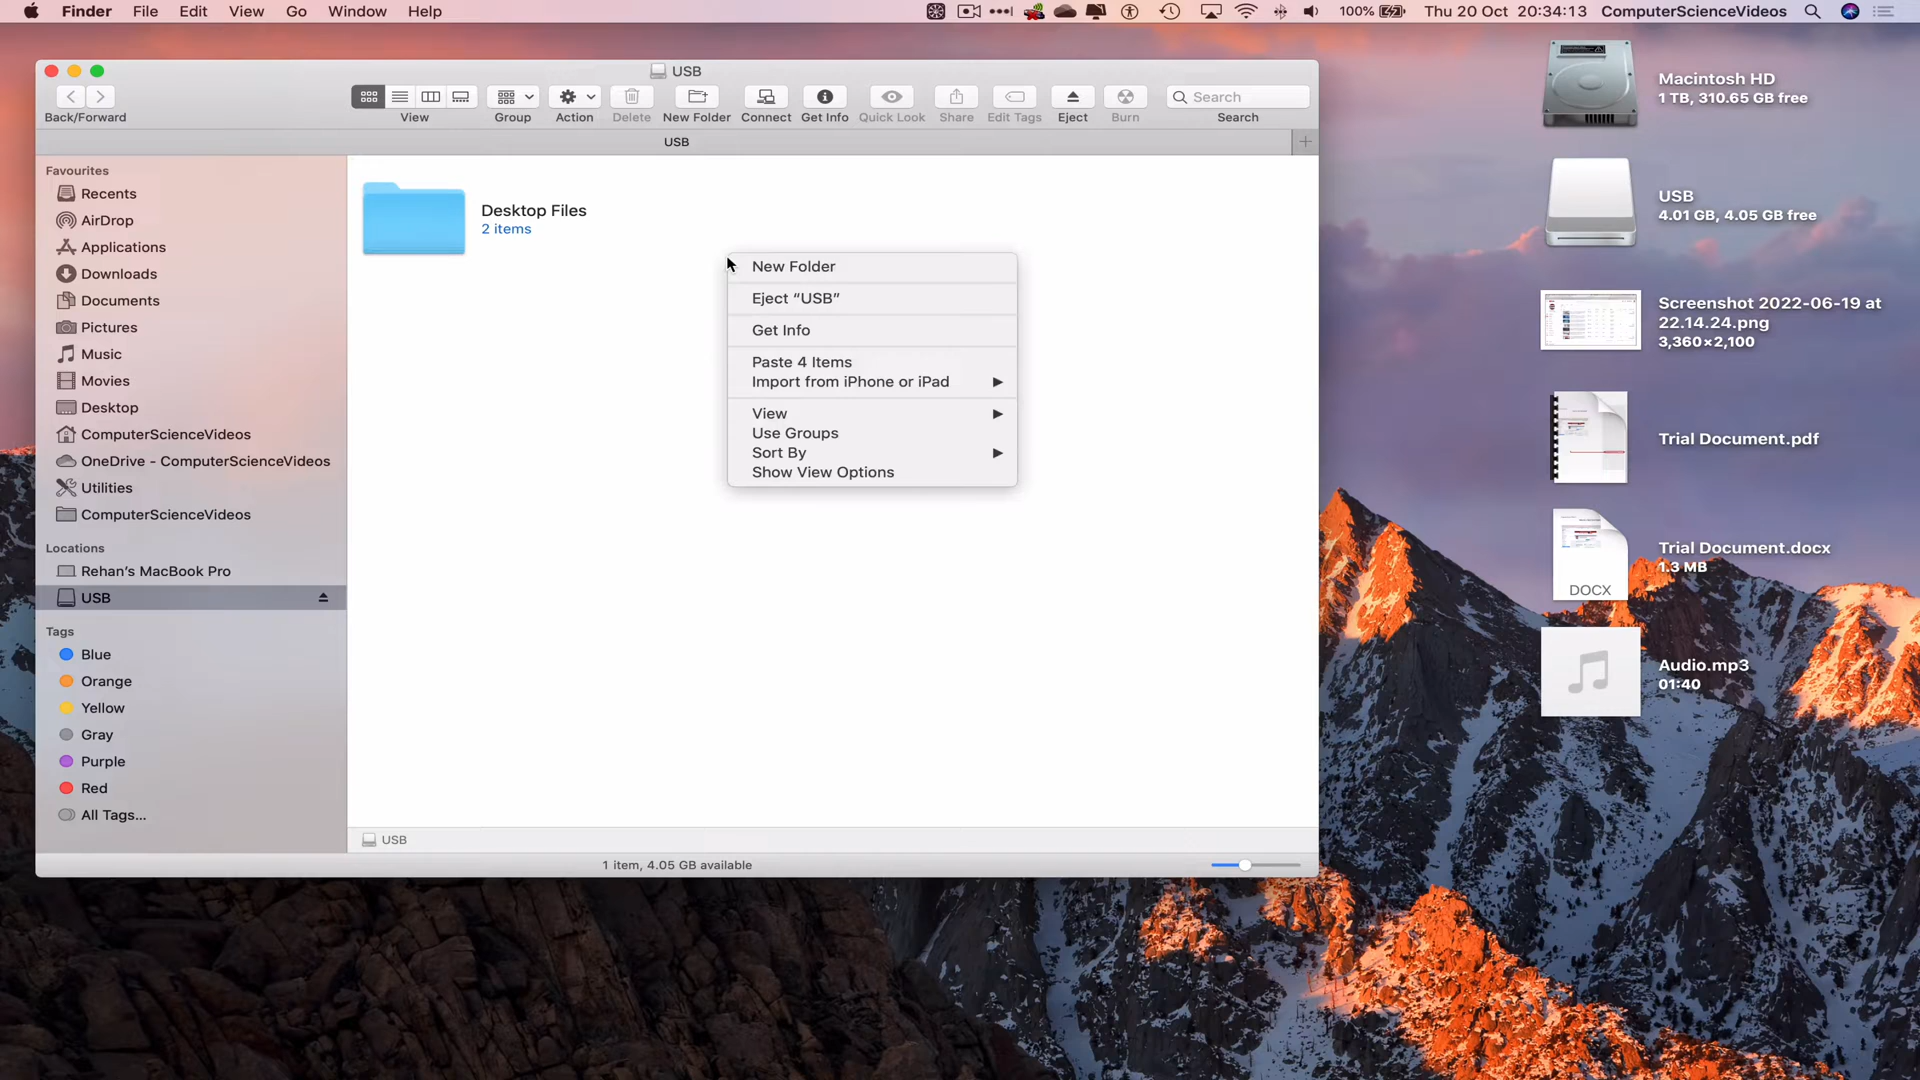 Finder File Edit View Go Window Help
100% Thu 20 Oct 20:34:13 ComputerScienceVideos
USB
Back/Forward View Group Action Delete New Folder Connect Get Info Quick Look Share Edit Tags Eject Burn Search
Search
USB
Favourites
Recents
AirDrop
Applications
Downloads
Documents
Pictures
Music
Movies
Desktop
ComputerScienceVideos
OneDrive - ComputerScienceVideos
Utilities
ComputerScienceVideos
Locations
Rehan's MacBook Pro
USB
Tags
Blue
Orange
Yellow
Gray
Purple
Red
All Tags...
Desktop Files
2 items
New Folder
Eject “USB”
Get Info
Paste 4 Items
Import from iPhone or iPad
View
Use Groups
Sort By
Show View Options
USB
1 item, 4.05 GB available
Macintosh HD
1 TB, 310.65 GB free
USB
4.01 GB, 4.05 GB free
Screenshot 2022-06-19 at
22.14.24.png
3,360×2,100
Trial Document.pdf
DOCX
Trial Document.docx
1.3 MB
Audio.mp3
01:40